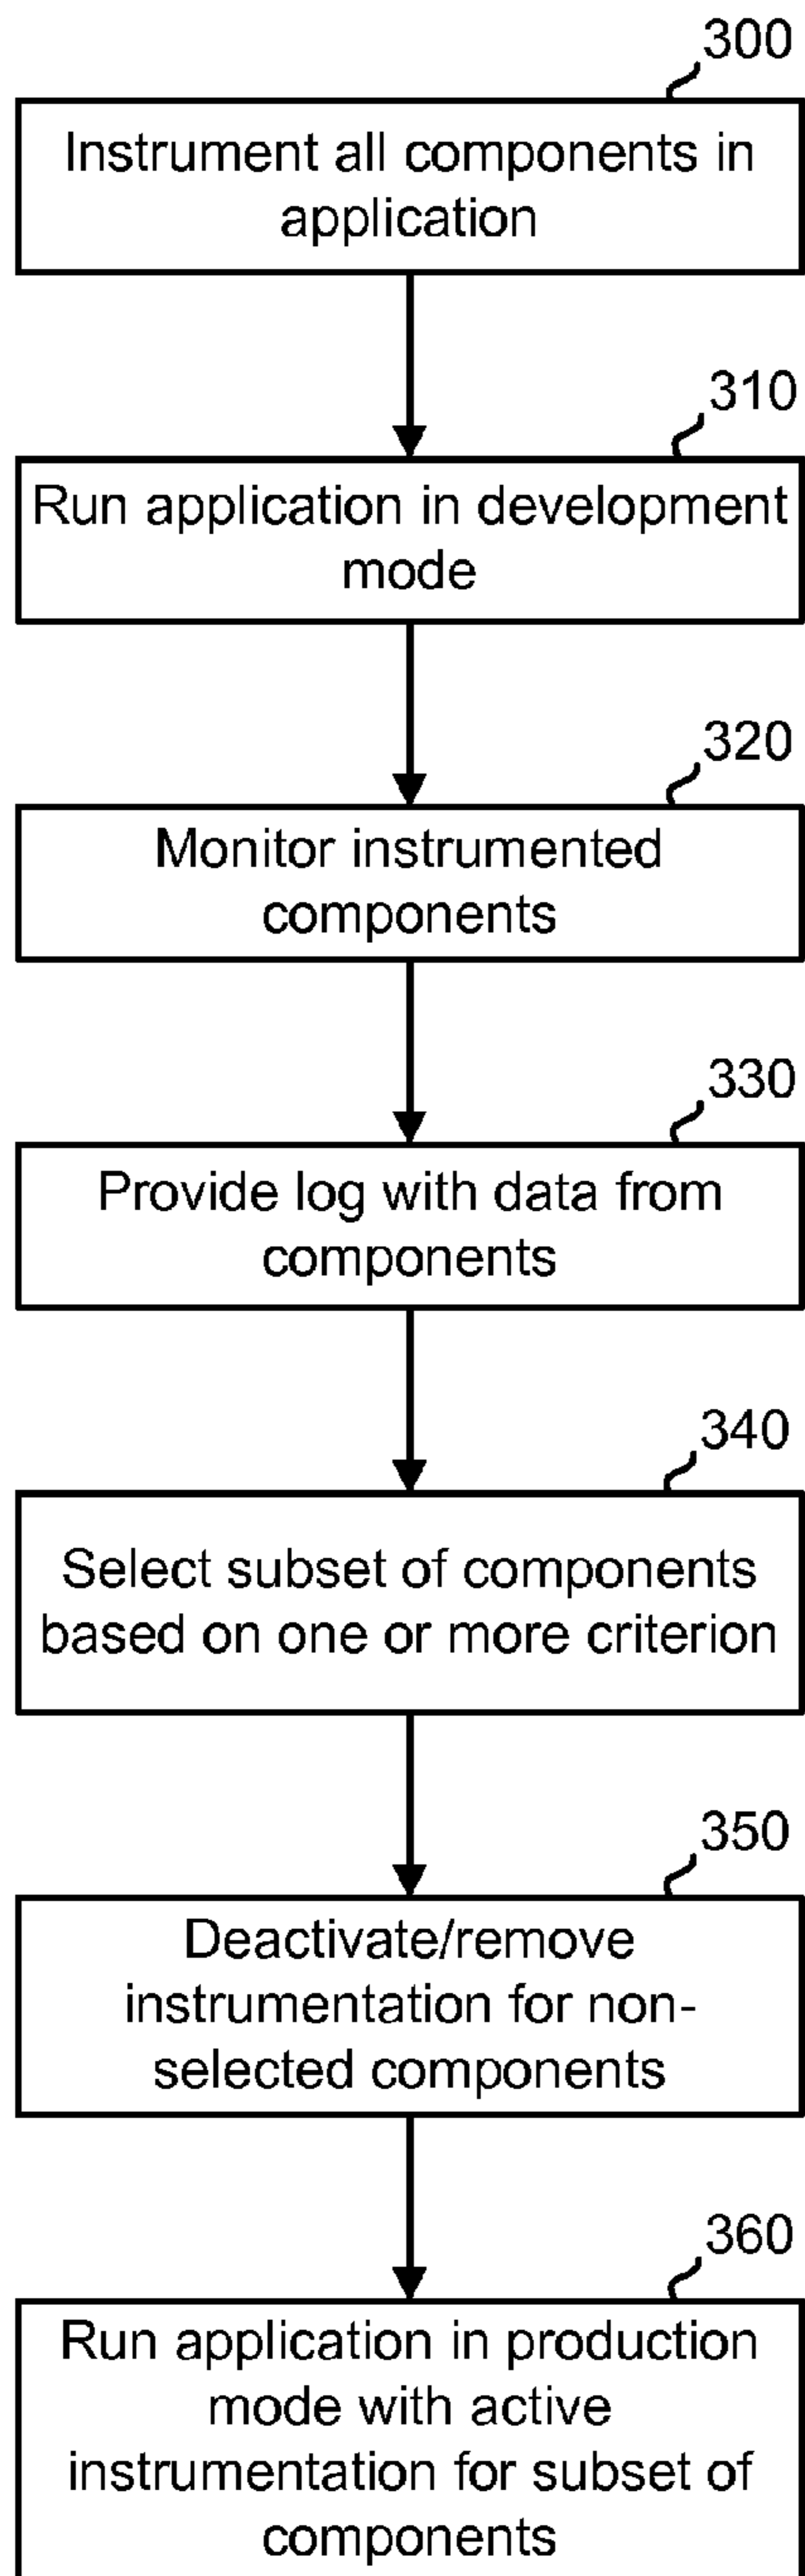 300
Instrument all components in
application
310
Run application in development
mode
320
Monitor instrumented
components
330
Provide log with data from
components
340
Select subset of components
based on one or more criterion
350
Deactivate/remove
instrumentation for non-
selected components
360
Run application in production
mode with active
instrumentation for subset of
components